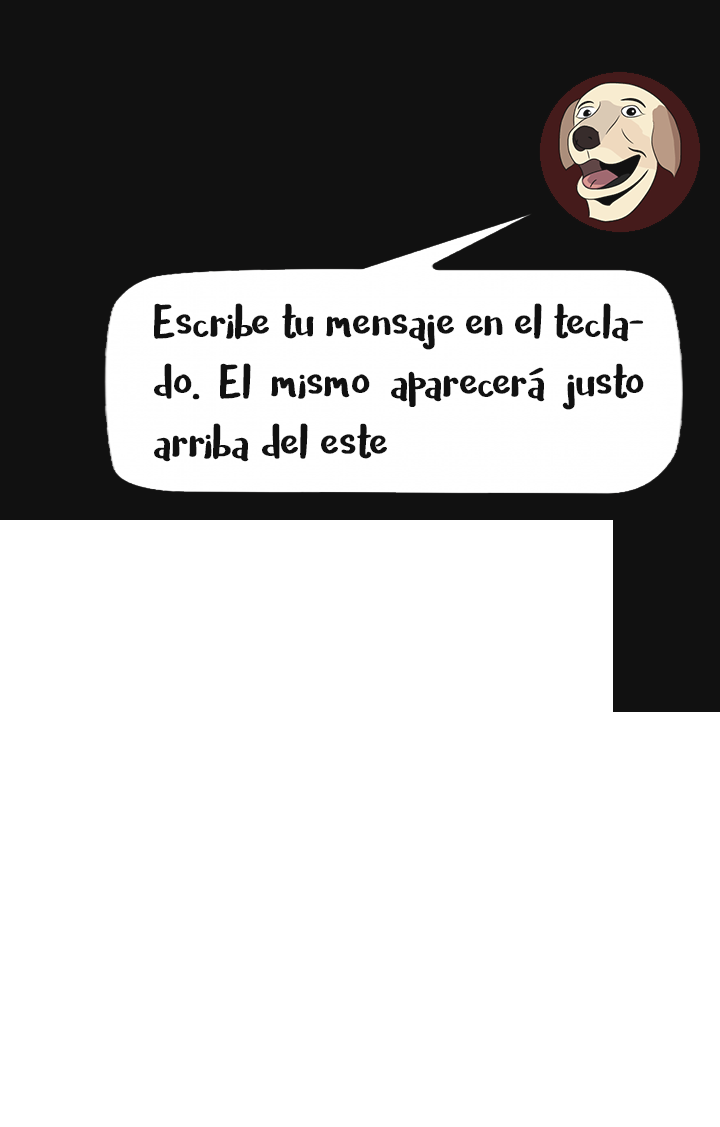 Escribe tu mensaje en el tecla-
do. El mismo aparecerá justo
arriba del este